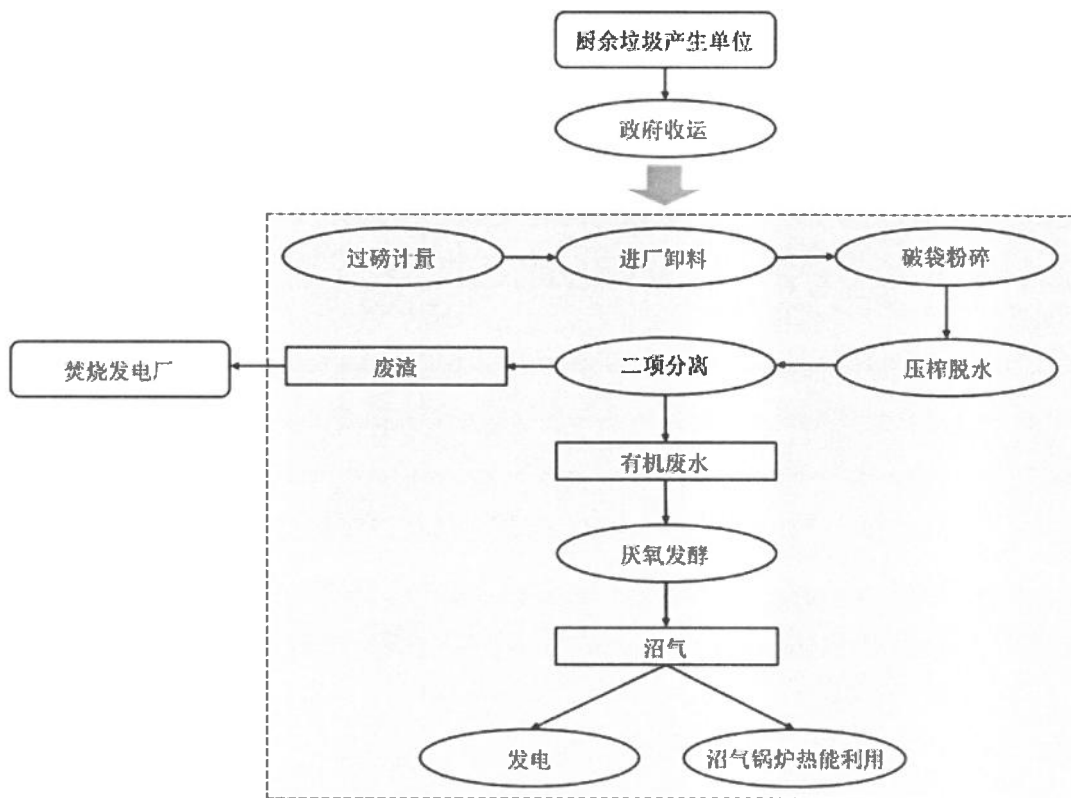 厨余垃圾产生单位
政府收运
过磅计量
进厂卸料
破袋粉碎
焚烧发电厂
废渣
二项分离
压榨脱水
有机废水
厌氧发酵
沼气
发电
沼气锅炉热能利用